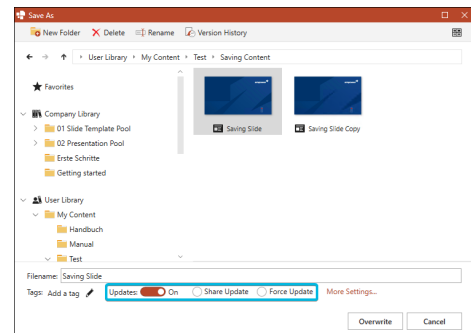 Save As
New Folder Delete Rename Version History
User Library My Content Test Saving Content
Favorites
Company Library
01 Slide Template Pool
02 Presentation Pool
Erste Schritte
Getting started
User Library
My Content
Handbuch
Manual
Test
Saving Slide
Saving Slide Copy
Filename: Saving Slide
Tags: Add a tag Updates: On Share Update Force Update More Settings...
Overwrite Cancel